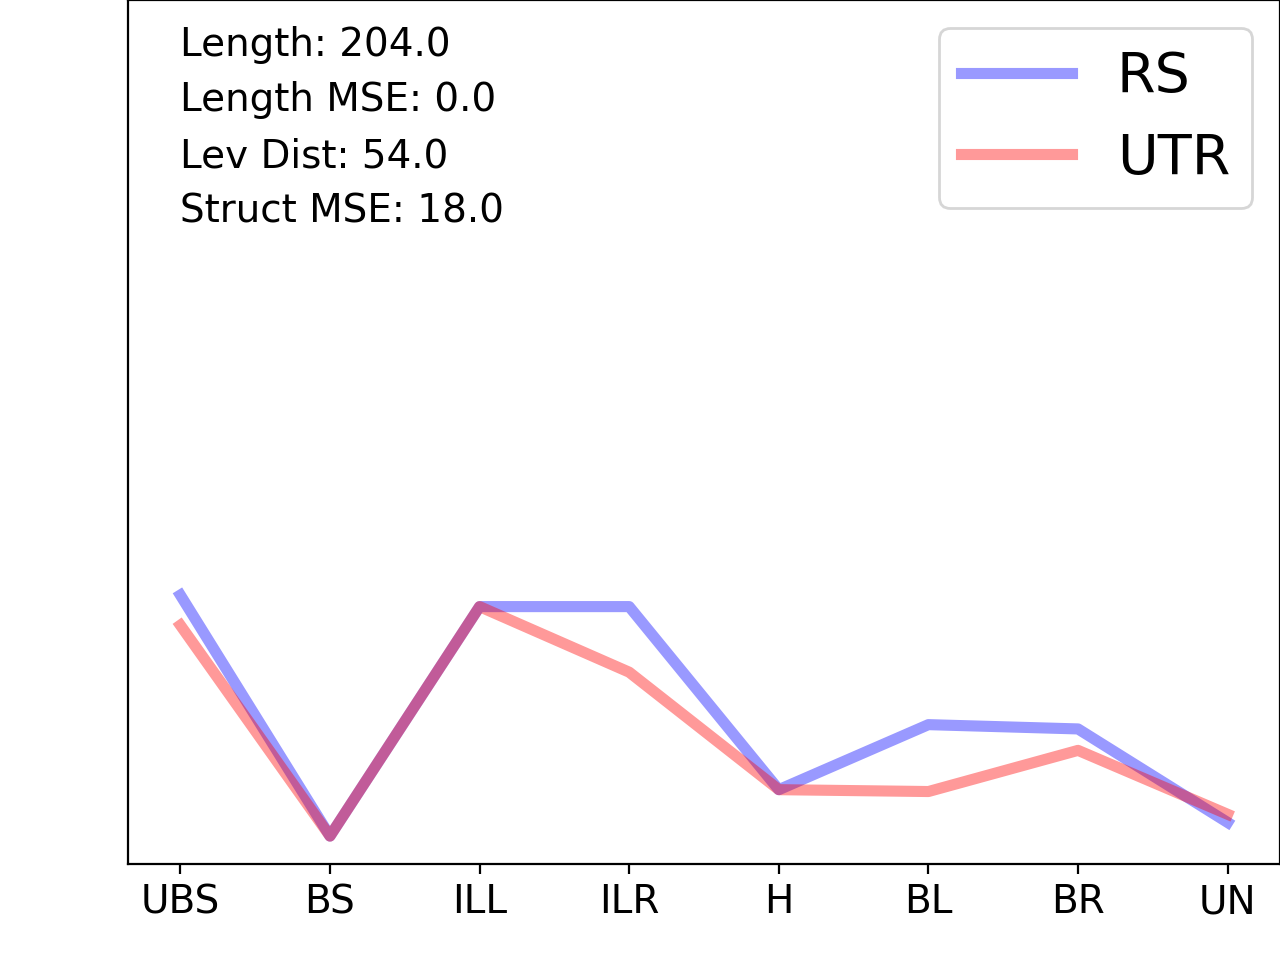 Length: 204.0
Length MSE: 0.0
Lev Dist: 54.0
Struct MSE: 18.0
RS
UTR
UBS BS ILL ILR H BL BR UN